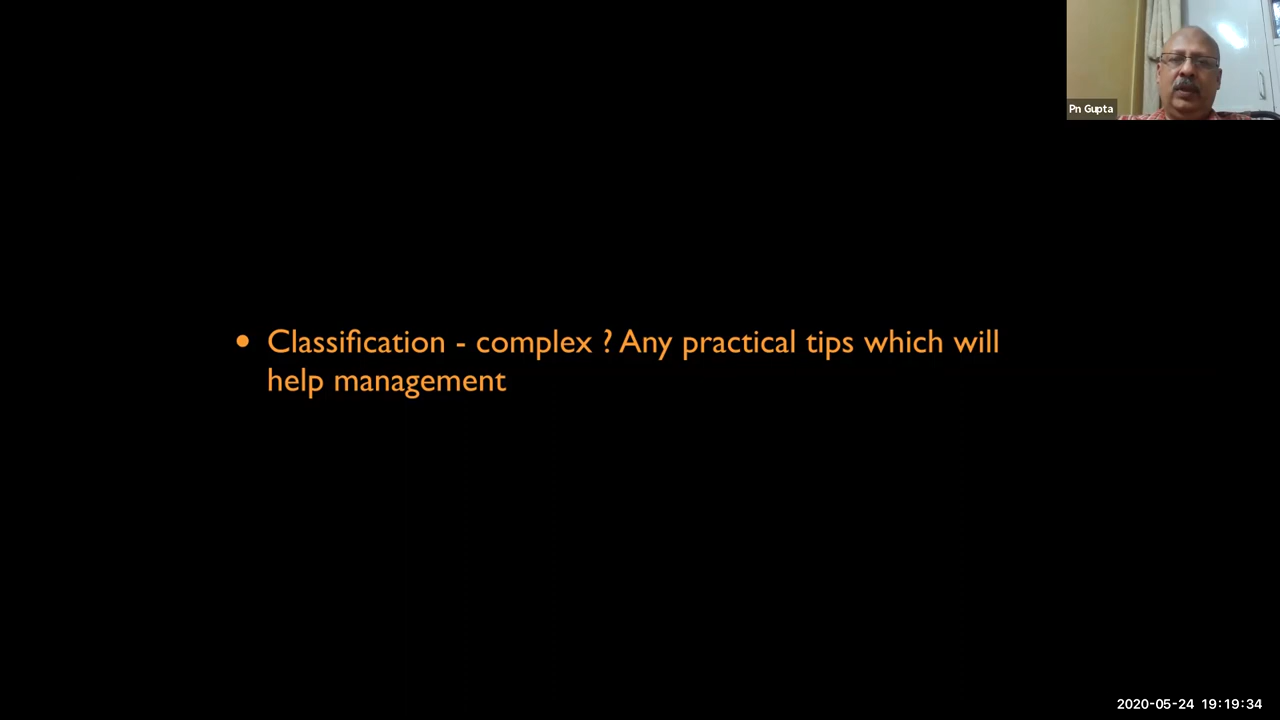 Pn Gupta
• Classification - complex ? Any practical tips which will
help management
2020-05-24 19:19:34